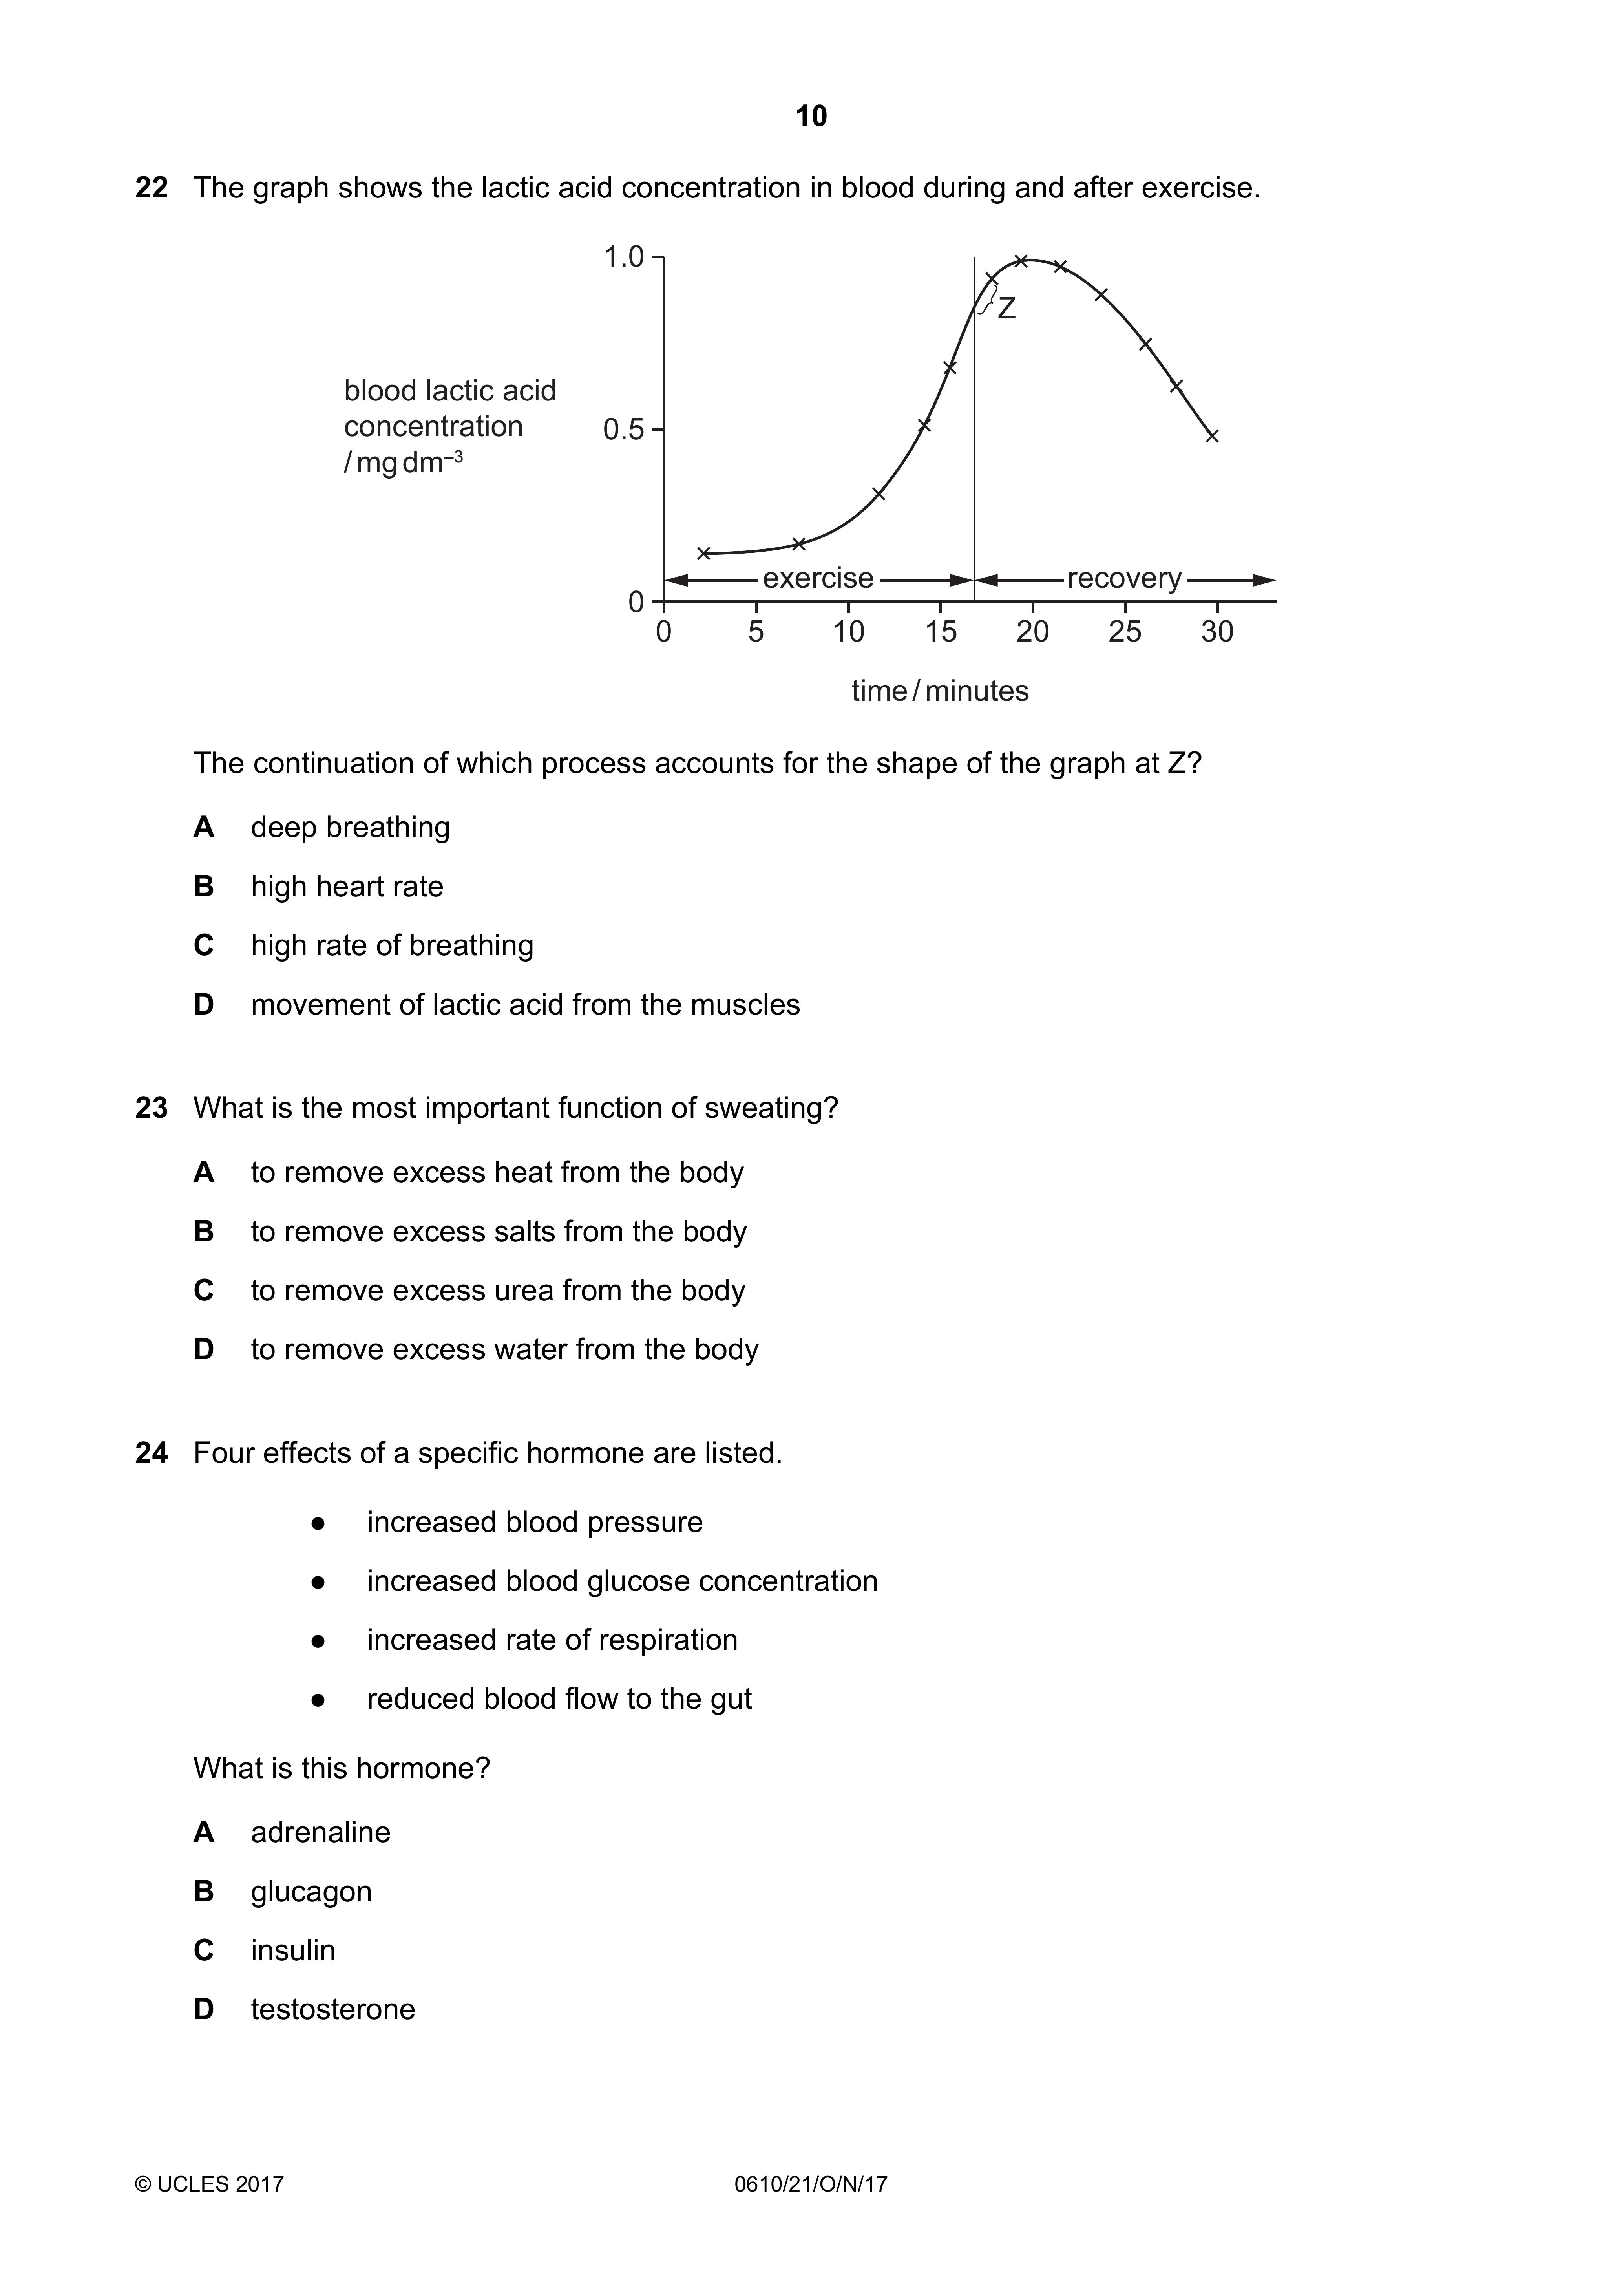 10
22 The graph shows the lactic acid concentration in blood during and after exercise.
1.0
Z
blood lactic acid
concentration
/ mg dm–3
0.5
exercise
recovery
0
0 5 10 15 20 25 30
time / minutes
The continuation of which process accounts for the shape of the graph at Z?
A deep breathing
B high heart rate
C high rate of breathing
D movement of lactic acid from the muscles
23 What is the most important function of sweating?
A to remove excess heat from the body
B to remove excess salts from the body
C to remove excess urea from the body
D to remove excess water from the body
24 Four effects of a specific hormone are listed.
● increased blood pressure
● increased blood glucose concentration
● increased rate of respiration
● reduced blood flow to the gut
What is this hormone?
A adrenaline
B glucagon
C insulin
D testosterone
© UCLES 2017 0610/21/O/N/17